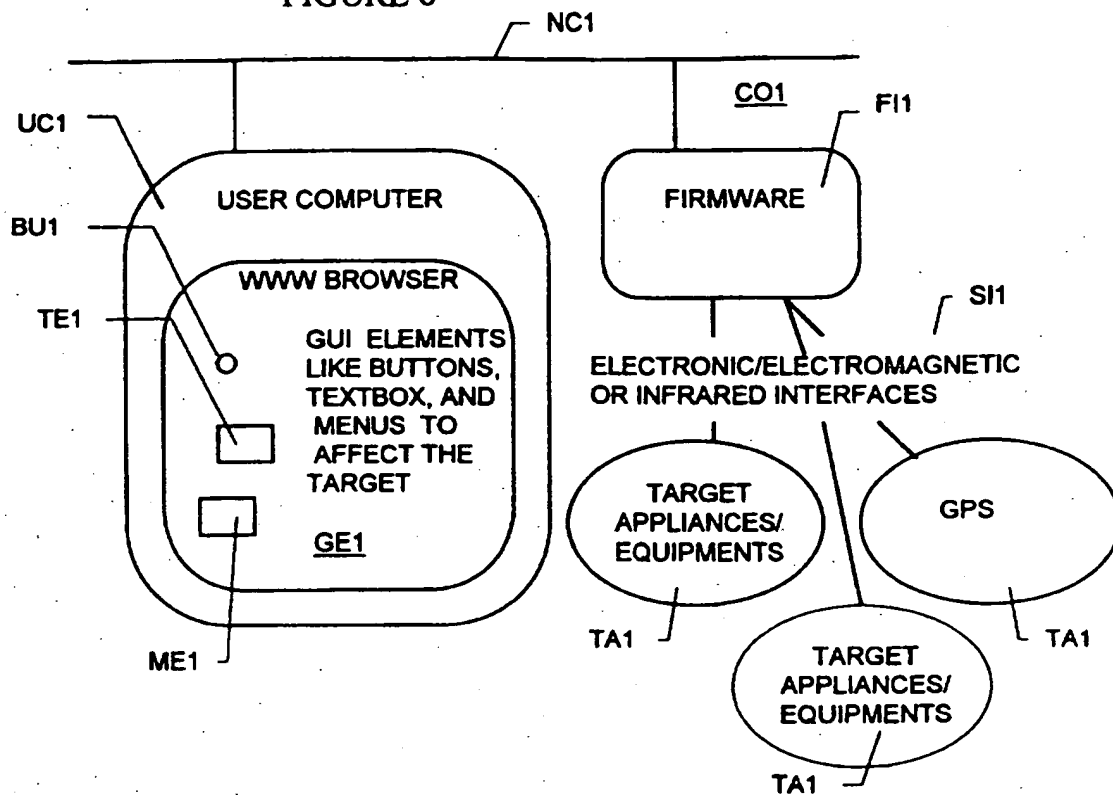 NC1
CO1
FI1
UC1
USER COMPUTER
FIRMWARE
BU1
WWW BROWSER
TE1
SI1
GUI ELEMENTS
LIKE BUTTONS,
TEXTBOX, AND
MENUS TO
AFFECT THE
TARGET
ELECTRONIC/ELECTROMAGNETIC
OR INFRARED INTERFACES
GE1
TARGET
APPLIANCES/
EQUIPMENTS
GPS
ME1
TA1
TA1
TARGET
APPLIANCES/
EQUIPMENTS
TA1